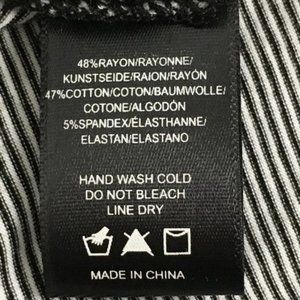 48%RAYON/RAYONNE/
KUNSTSEIDE/RAION/RAYÓN
47%COTTON/COTON/BAUMWOLLE/
COTONE/ALGODÓN
5%SPANDEX/ÉLASTHANNE/
ELASTAN/ELASTANO
HAND WASH COLD
DO NOT BLEACH
LINE DRY
MADE IN CHINA